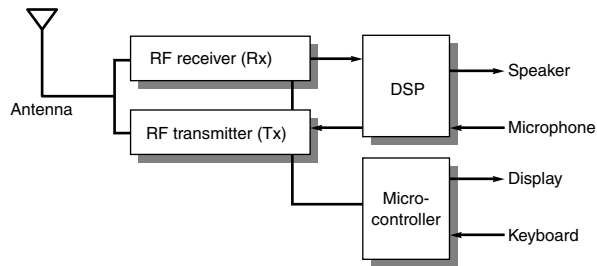 Antenna
RF receiver (Rx)
RF transmitter (Tx)
DSP
Speaker
Microphone
Micro-
controller
Display
Keyboard